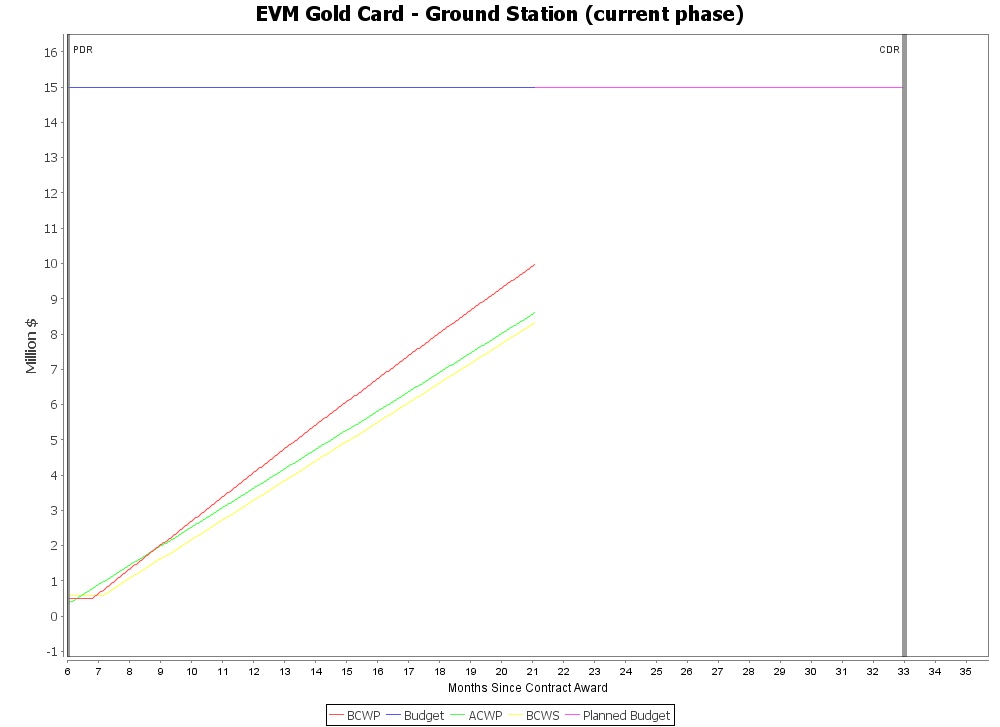 EVM Gold Card - Ground Station (current phase)
PDR
CDR
16
15
14
13
12
11
10
9
8
7
6
5
4
3
2
1
0
-1
Million $
6 7 8 9 10 11 12 13 14 15 16 17 18 19 20 21 22 23 24 25 26 27 28 29 30 31 32 33 34 35
Months Since Contract Award
BCWP Budget ACWP BCWS Planned Budget